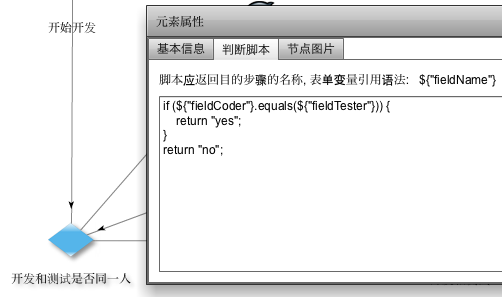 开始开发
元素属性
基本信息 判断脚本 节点图片
脚本应返回目的步骤的名称, 表单变量引用语法: ${"fieldName"}
if (${"fieldCoder"}.equals(${"fieldTester"})) {
return "yes";
}
return "no";
开发和测试是否同一人